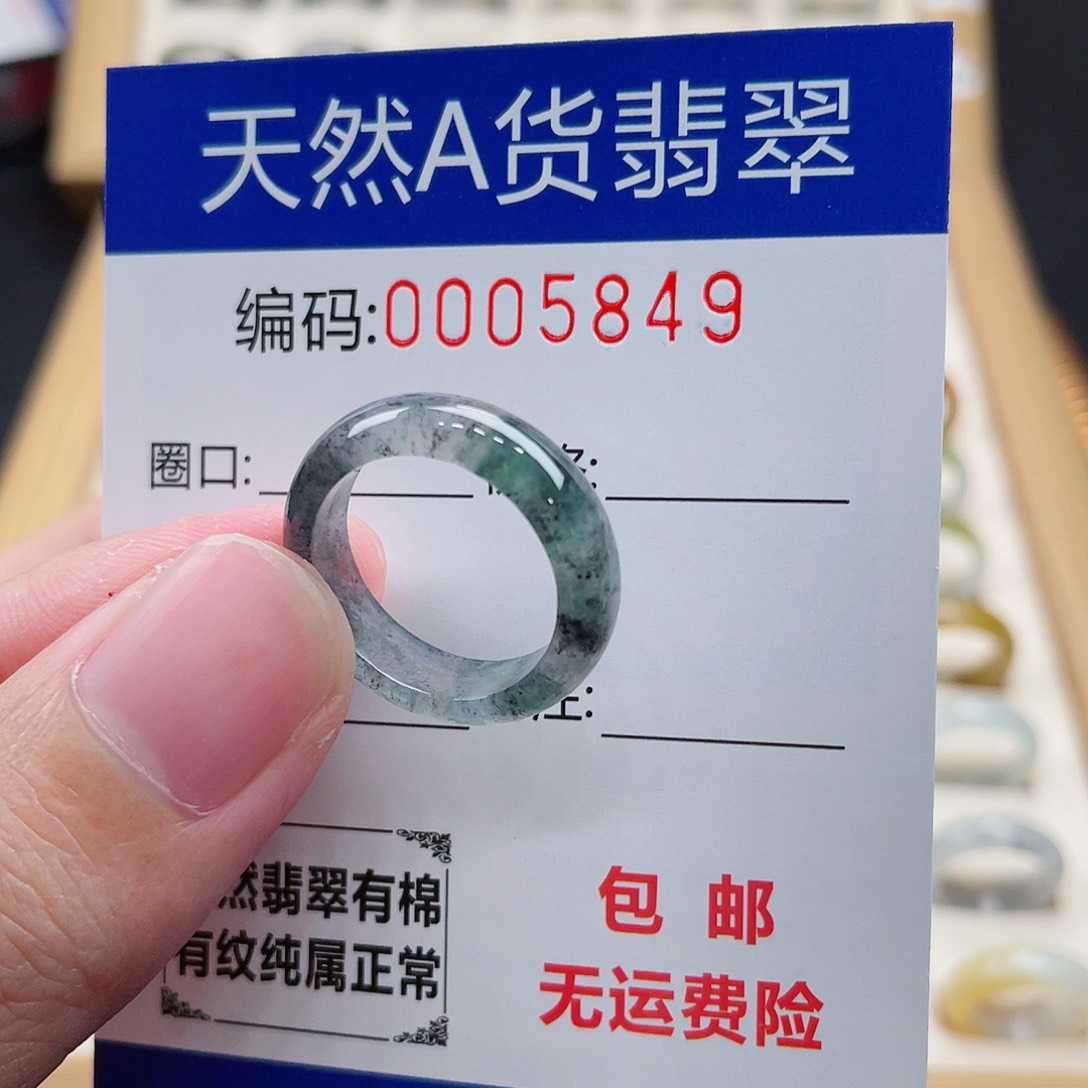 天然A货翡翠
编码:0005849
圈口:
然翡翠有棉
有纹纯属正常
包邮
无运费险